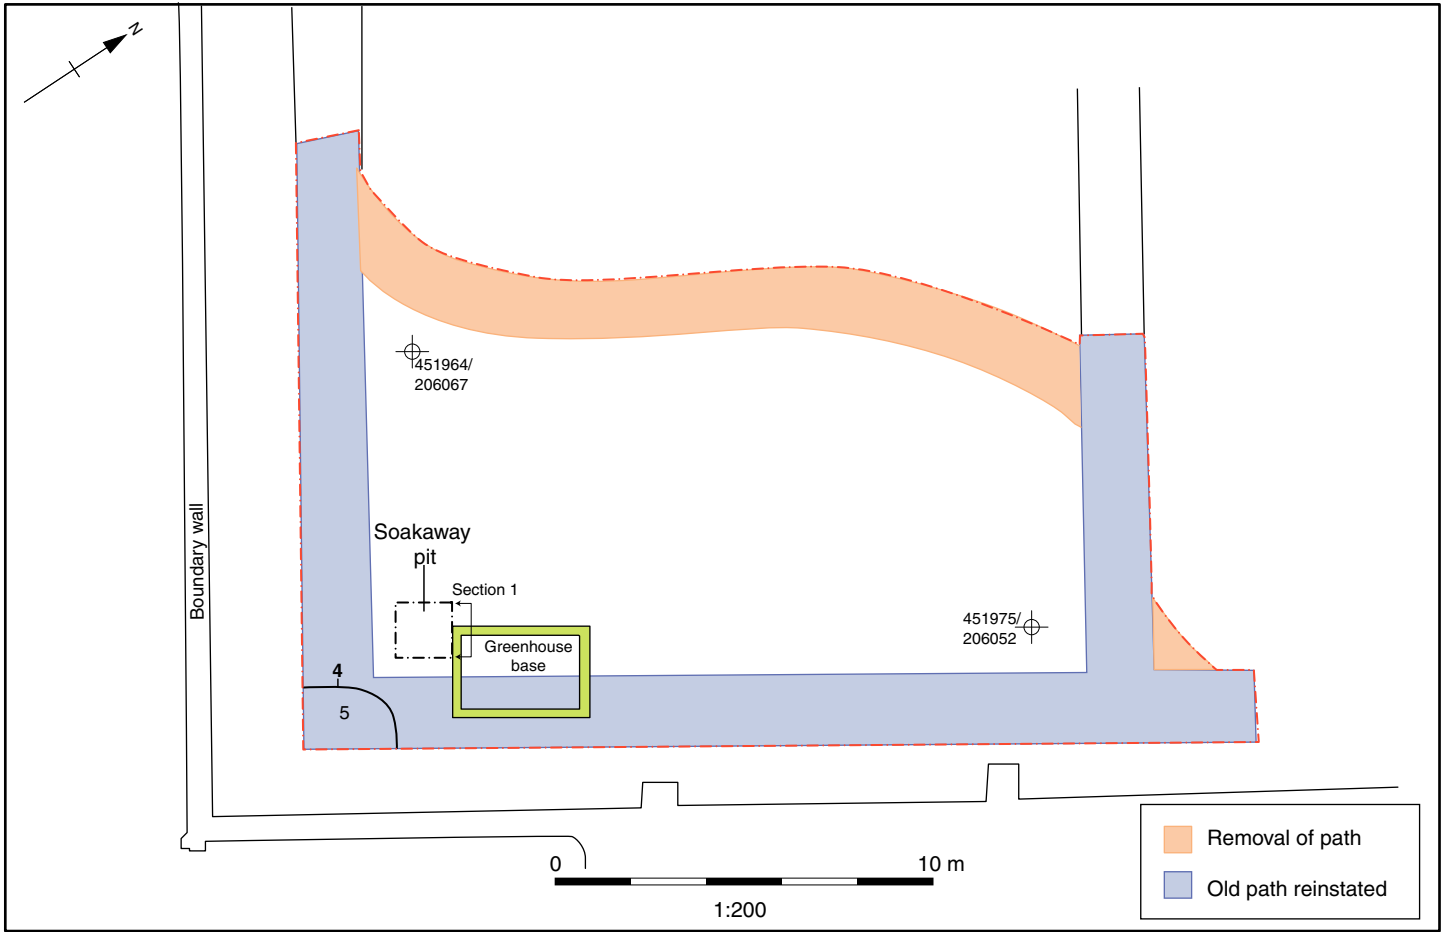 N
451964/
206067
Boundary wall
Soakaway
pit
Section 1
Greenhouse
base
451975/
206052
4
5
0 10 m
1:200
Removal of path
Old path reinstated